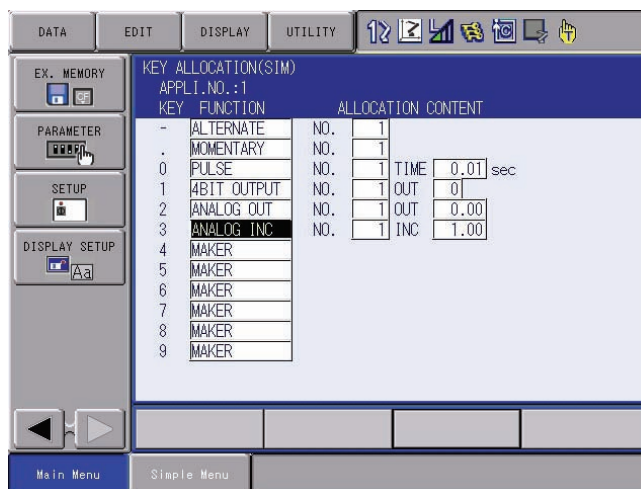 DATA EDIT DISPLAY UTILITY
EX. MEMORY
CF
PARAMETER
SETUP
DISPLAY SETUP
Aa
KEY ALLOCATION(SIM)
APPLI.NO.:1
KEY FUNCTION ALLOCATION CONTENT
- ALTERNATE NO. 1
. MOMENTARY NO. 1
0 PULSE NO. 1 TIME 0.01 sec
1 4BIT OUTPUT NO. 1 OUT 0
2 ANALOG OUT NO. 1 OUT 0.00
3 ANALOG INC NO. 1 INC 1.00
4 MAKER
5 MAKER
6 MAKER
7 MAKER
8 MAKER
9 MAKER
Main Menu Simple Menu